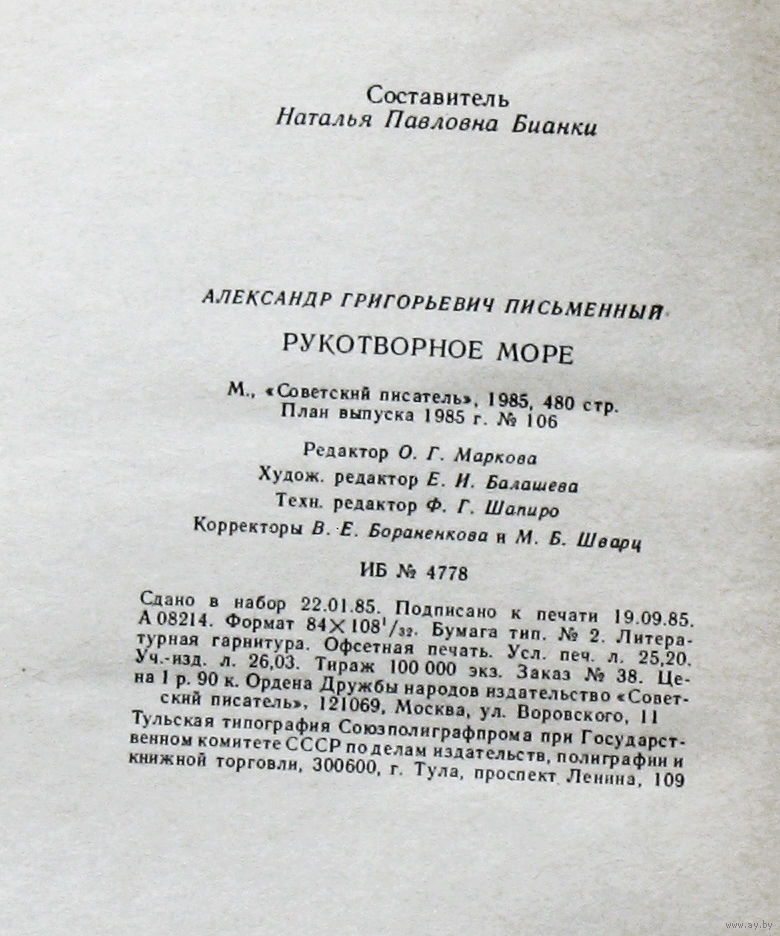 Составитель
Наталья Павловна Бианки
АЛЕКСАНДР ГРИГОРЬЕВИЧ ПИСЬМЕННЫЙ
РУКОТВОРНОЕ МОРЕ
М., «Советский писатель», 1985, 480 стр.
План выпуска 1985 г. № 106
Редактор О. Г. Маркова
Худож. редактор Е. И. Балашева
Техн. редактор Ф. Г. Шапиро
Корректоры В. Е. Бораненкова и М. Б. Шварц
ИБ № 4778
Сдано в набор 22.01.85. Подписано к печати 19.09.85.
А 08214. Формат 84×108¹/₃₂. Бумага тип. № 2. Литера-
турная гарнитура. Офсетная печать. Усл. печ. л. 25,20.
Уч.-изд. л. 26,03. Тираж 100 000 экз. Заказ № 38. Це-
на 1 р. 90 к. Ордена Дружбы народов издательство «Совет-
ский писатель», 121069, Москва, ул. Воровского, 11
Тульская типография Союзполиграфпрома при Государст-
венном комитете СССР по делам издательств, полиграфии и
книжной торговли, 300600, г. Тула, проспект Ленина, 109
www.ay.by